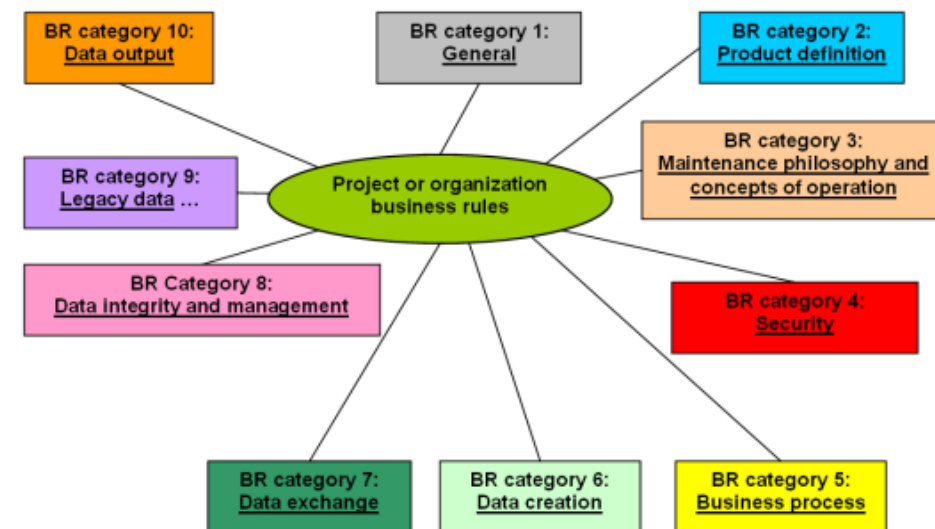 BR category 10:
Data output
BR category 1:
General
BR category 2:
Product definition
BR category 3:
Maintenance philosophy and
concepts of operation
BR category 9:
Legacy data ...
Project or organization
business rules
BR Category 8:
Data integrity and management
BR category 4:
Security
BR category 7:
Data exchange
BR category 6:
Data creation
BR category 5:
Business process